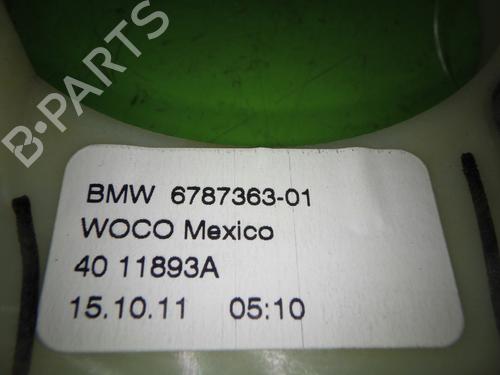 B-PARTS
BMW 6787363-01
WOCO Mexico
40 11893A
15.10.11 05:10